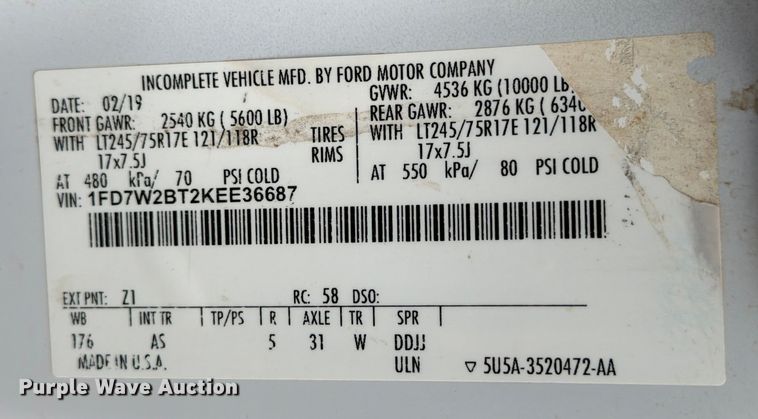 INCOMPLETE VEHICLE MFD. BY FORD MOTOR COMPANY
DATE: 02/19 GVWR: 4536 KG (10000 LB)
FRONT GAWR: 2540 KG ( 5600 LB) REAR GAWR: 2876 KG ( 6340
WITH LT245/75R17E 121/118R TIRES LT245/75R17E 121/118R
WITH
17x7.5J RIMS 17x7.5J
AT 480 kPa/ 70 PSI COLD AT 550 kPa/ 80 PSI COLD
VIN: 1FD7W2BT2KEE36687
EXT PNT: Z1 RC: 58 DSO:
WB | INT TR | TP/PS | R | AXLE | TR | SPR
176 AS 5 31 W DDJJ
MADE IN U.S.A. ULN ▽ 5U5A-3520472-AA
Purple Wave Auction